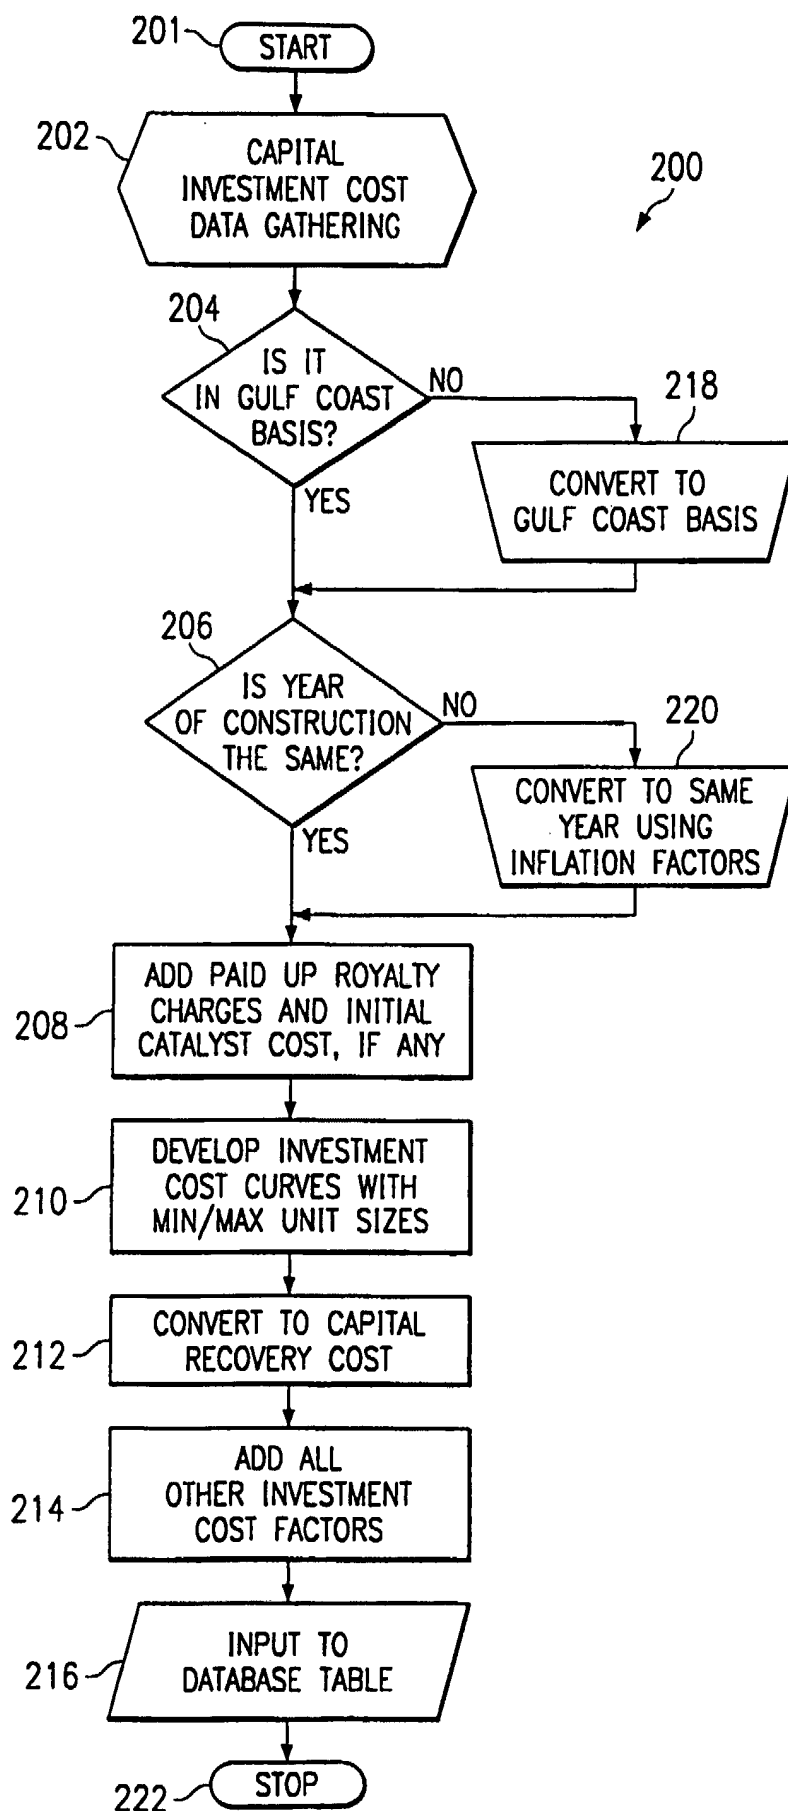 201
START
202
CAPITAL
INVESTMENT COST
DATA GATHERING
200
204
IS IT
IN GULF COAST
BASIS?
NO
YES
218
CONVERT TO
GULF COAST BASIS
206
IS YEAR
OF CONSTRUCTION
THE SAME?
NO
YES
220
CONVERT TO SAME
YEAR USING
INFLATION FACTORS
208
ADD PAID UP ROYALTY
CHARGES AND INITIAL
CATALYST COST, IF ANY
210
DEVELOP INVESTMENT
COST CURVES WITH
MIN/MAX UNIT SIZES
212
CONVERT TO CAPITAL
RECOVERY COST
214
ADD ALL
OTHER INVESTMENT
COST FACTORS
216
INPUT TO
DATABASE TABLE
222
STOP